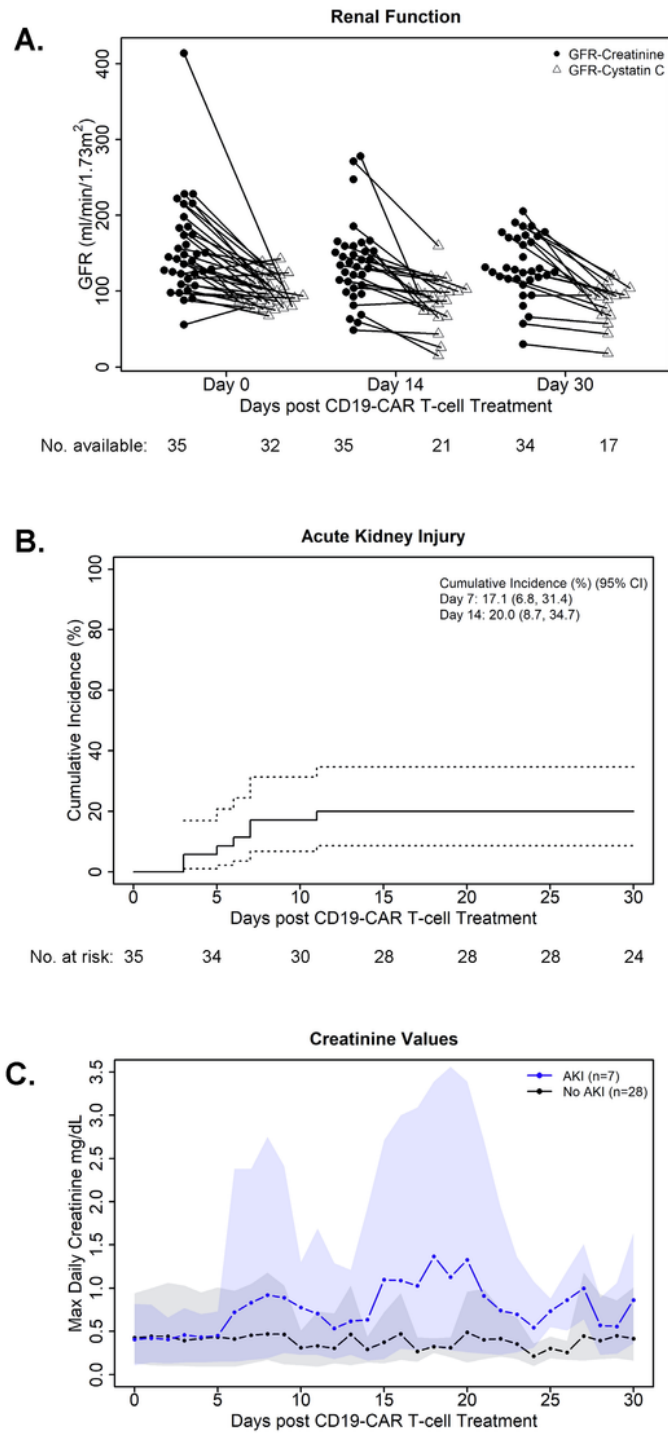 Renal Function
A.
GFR-Creatinine
GFR-Cystatin C
GFR (ml/min/1.73m²)
400
300
200
100
0
Day 0 Day 14 Day 30
Days post CD19-CAR T-cell Treatment
No. available: 35 32 35 21 34 17
B.
Acute Kidney Injury
Cumulative Incidence (%) (95% CI)
Day 7: 17.1 (6.8, 31.4)
Day 14: 20.0 (8.7, 34.7)
Cumulative Incidence (%)
100
80
60
40
20
0
0 5 10 15 20 25 30
Days post CD19-CAR T-cell Treatment
No. at risk: 35 34 30 28 28 28 24
Creatinine Values
C.
AKI (n=7)
No AKI (n=28)
Max Daily Creatinine mg/dL
3.5
3.0
2.5
2.0
1.5
1.0
0.5
0.0
0 5 10 15 20 25 30
Days post CD19-CAR T-cell Treatment